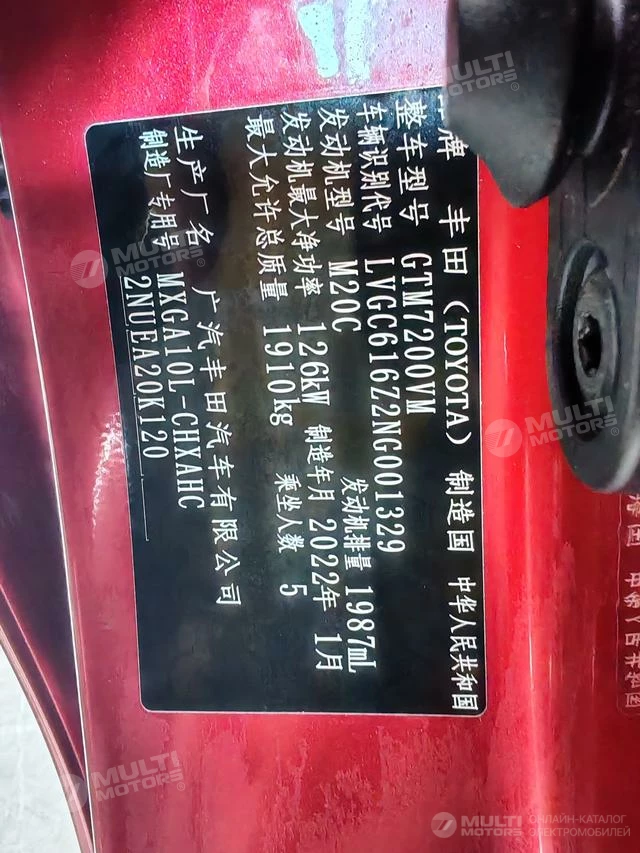 品牌 丰田(TOYOTA) 制造国 中华人民共和国
整车型号 GTM7200VM
车辆识别代号 LVGC616Z2NG001329
发动机型号 M20C 发动机排量 1987mL
发动机最大净功率 126kW 制造年月 2022年 1月
最大允许总质量 1910kg 乘坐人数 5
生产厂名 广汽丰田汽车有限公司
制造厂专用号 MXGA10L-CHXAHC
2NUEA20K120
MULTI MOTORS
MULTI MOTORS
MULTI MOTORS
MULTI MOTORS
MULTI MOTORS
MULTI MOTORS
ОНЛАЙН-КАТАЛОГ
ЭЛЕКТРОМОБИЛЕЙ